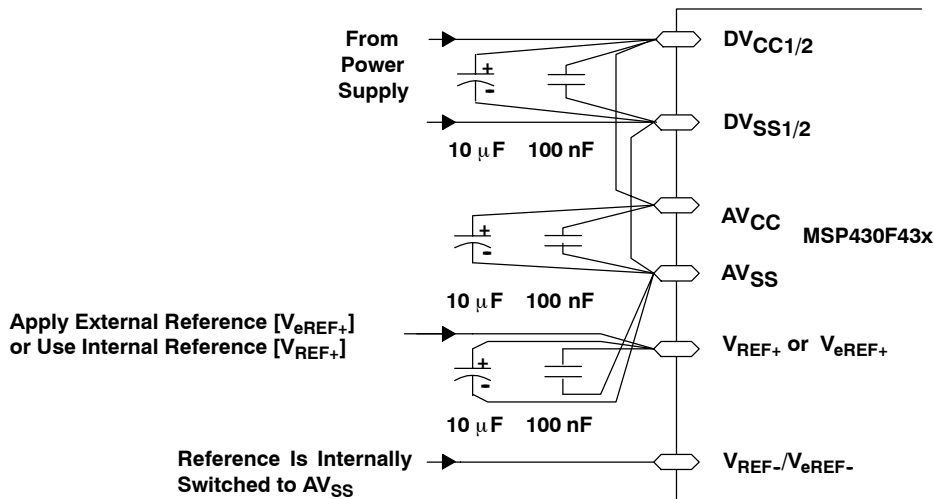 From
Power
Supply
+
-
10 μF 100 nF
DVCC1/2
DVSS1/2
+
-
10 μF 100 nF
AVCC
MSP430F43x
AVSS
Apply External Reference [VeREF+]
or Use Internal Reference [VREF+]
+
-
10 μF 100 nF
VREF+ or VeREF+
Reference Is Internally
Switched to AVSS
VREF-/VeREF-